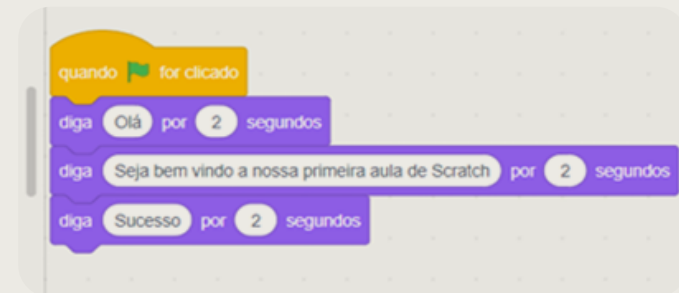 quando for clicado
diga Olá por 2 segundos
diga Seja bem vindo a nossa primeira aula de Scratch por 2 segundos
diga Sucesso por 2 segundos